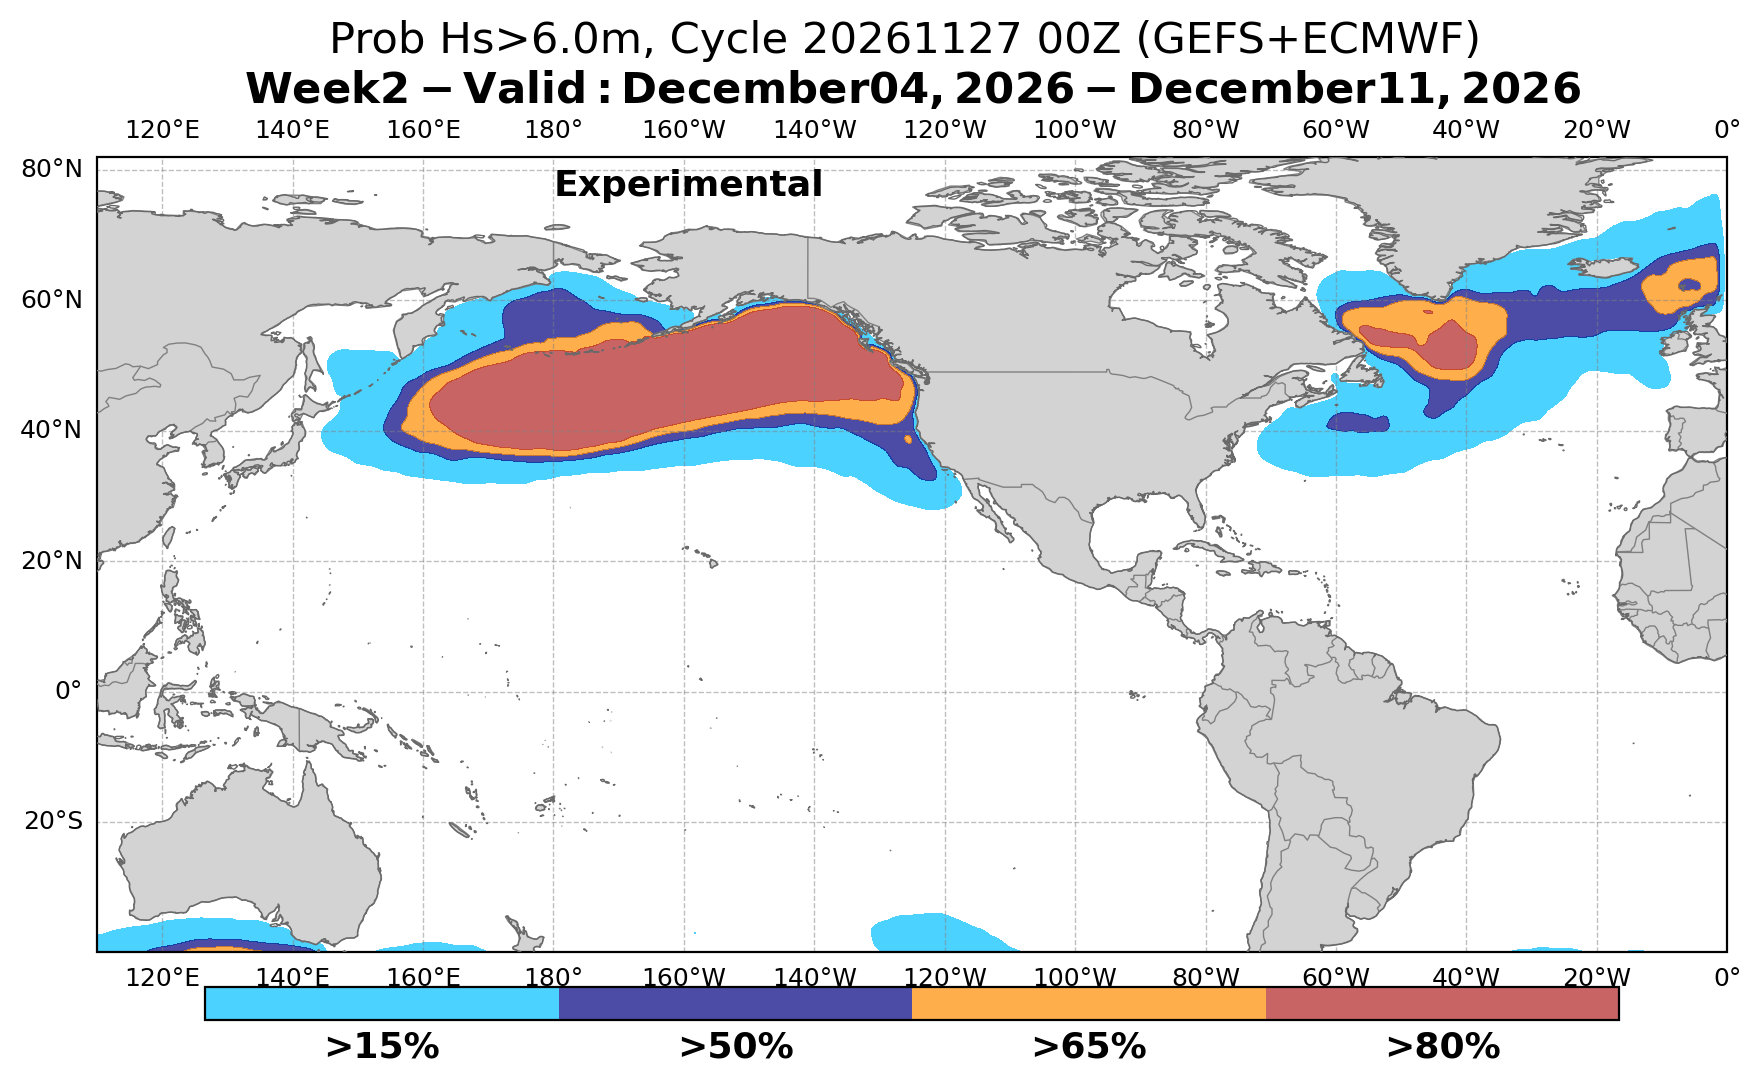 Prob Hs>6.0m, Cycle 20261127 00Z (GEFS+ECMWF)
Week2 − Valid : December04, 2026 − December11, 2026
120°E 140°E 160°E 180° 160°W 140°W 120°W 100°W 80°W 60°W 40°W 20°W 0°
80°N
Experimental
60°N
40°N
20°N
0°
20°S
120°E 140°E 160°E 180° 160°W 140°W 120°W 100°W 80°W 60°W 40°W 20°W 0°
>15% >50% >65% >80%